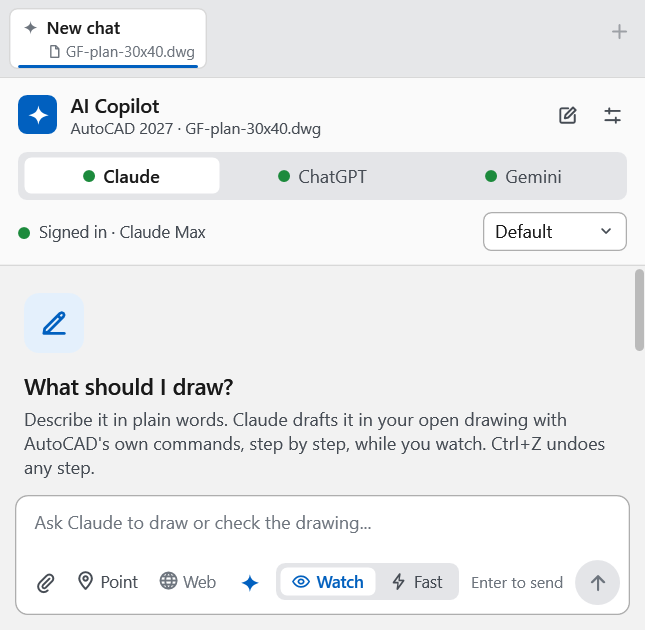 New chat
GF-plan-30x40.dwg
AI Copilot
AutoCAD 2027 · GF-plan-30x40.dwg
Claude
ChatGPT
Gemini
Signed in · Claude Max
Default
What should I draw?
Describe it in plain words. Claude drafts it in your open drawing with
AutoCAD's own commands, step by step, while you watch. Ctrl+Z undoes
any step.
Ask Claude to draw or check the drawing...
Point
Web
Watch
Fast
Enter to send